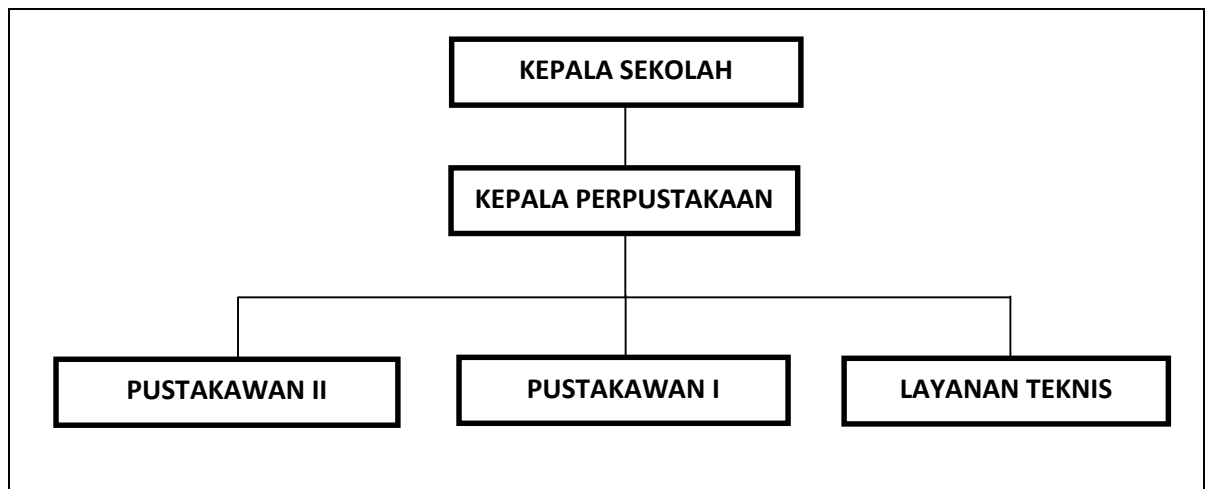 KEPALA SEKOLAH
KEPALA PERPUSTAKAAN
PUSTAKAWAN II
PUSTAKAWAN I
LAYANAN TEKNIS